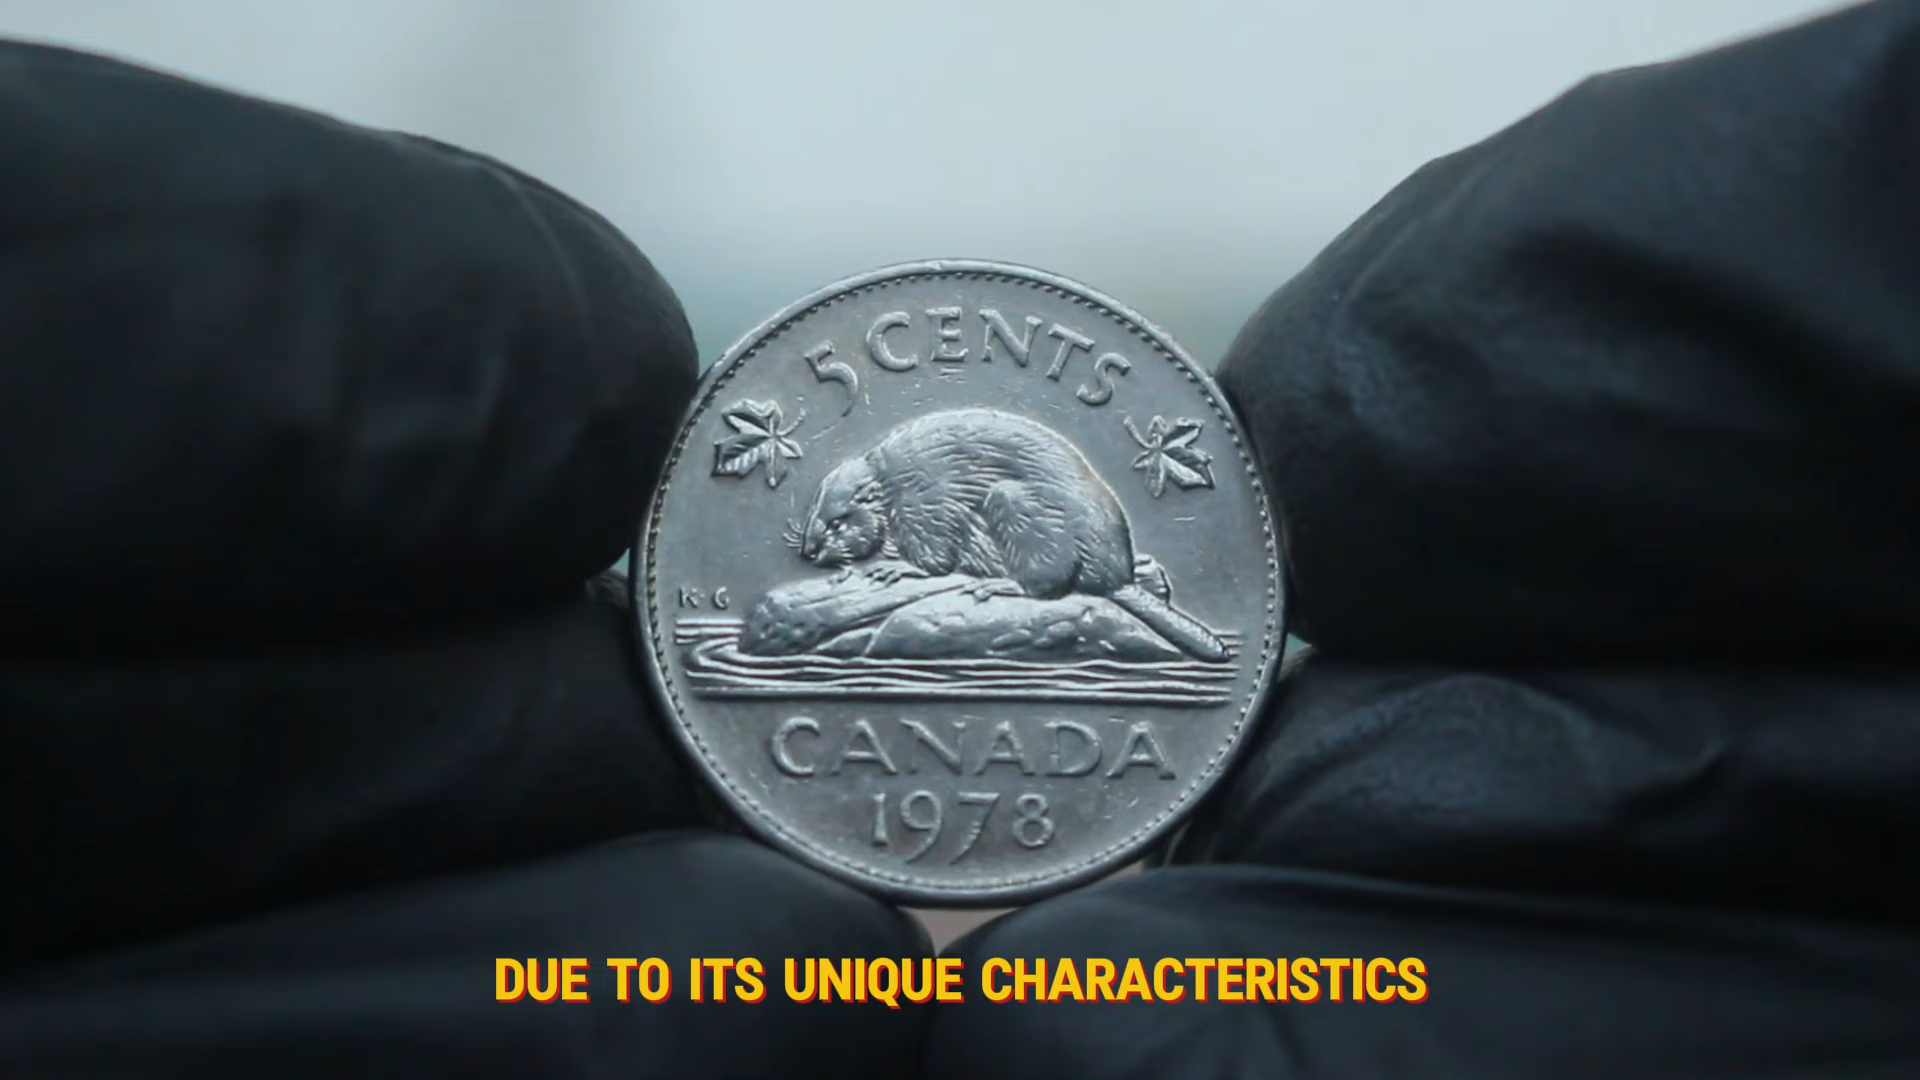 5 CENTS
K·G
CANADA
1978
DUE TO ITS UNIQUE CHARACTERISTICS